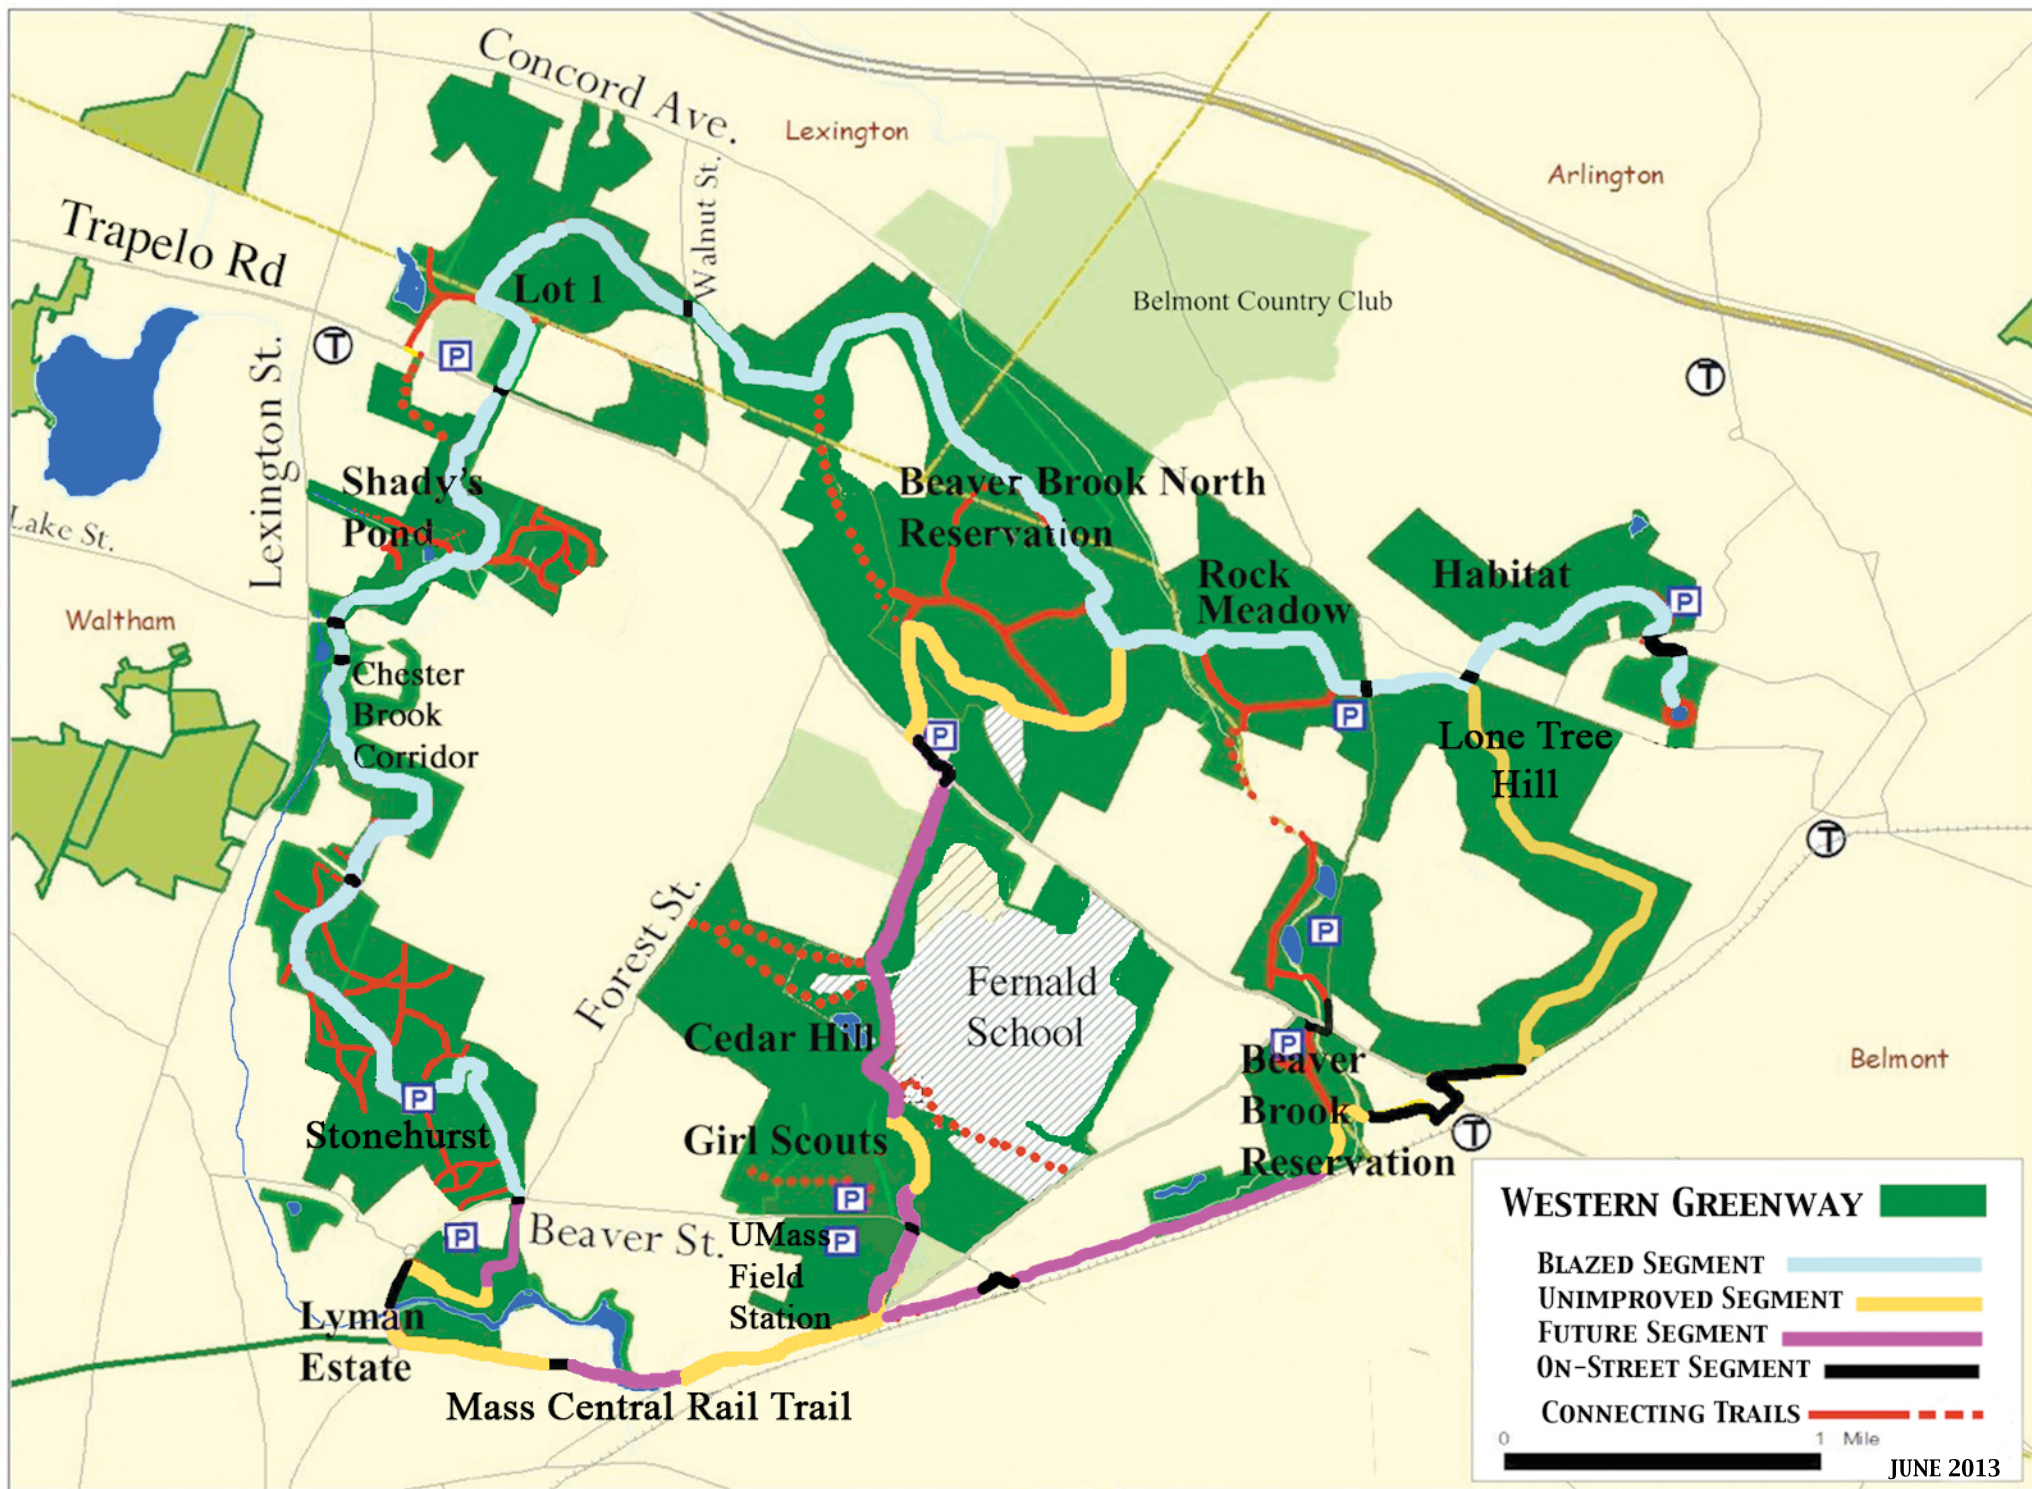 Concord Ave.
Lexington
Arlington
Walnut St.
Trapelo Rd
Lot 1
Belmont Country Club
T
P
T
Lexington St.
Shady's
Pond
Beaver Brook North
Reservation
Lake St.
Rock
Meadow
Habitat
P
Waltham
Chester
Brook
Corridor
P
P
Lone Tree
Hill
T
Forest St.
P
Fernald
School
Cedar Hill
P
Beaver
Brook
Reservation
Belmont
P
Stonehurst
Girl Scouts
T
P
P
Beaver St.
UMass
Field
Station
P
Lyman
Estate
Mass Central Rail Trail
Western Greenway
Blazed Segment
Unimproved Segment
Future Segment
On-Street Segment
Connecting Trails
0 1 Mile
JUNE 2013